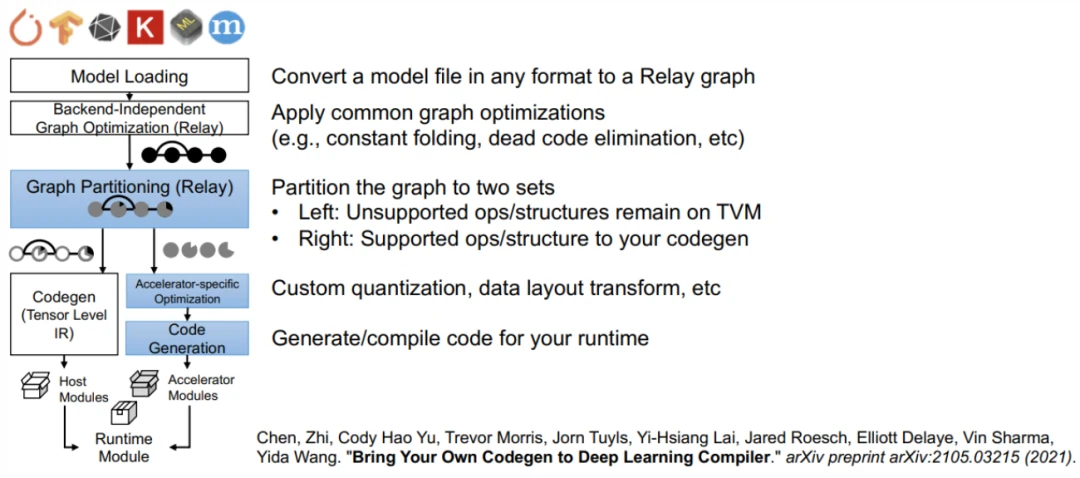 K
ML
m
Model Loading
Convert a model file in any format to a Relay graph
Backend-Independent
Graph Optimization (Relay)
Apply common graph optimizations
(e.g., constant folding, dead code elimination, etc)
Graph Partitioning (Relay)
Partition the graph to two sets
• Left: Unsupported ops/structures remain on TVM
• Right: Supported ops/structure to your codegen
Codegen
(Tensor Level
IR)
Accelerator-specific
Optimization
Custom quantization, data layout transform, etc
Code
Generation
Generate/compile code for your runtime
Host
Modules
Accelerator
Modules
Runtime
Module
Chen, Zhi, Cody Hao Yu, Trevor Morris, Jorn Tuyls, Yi-Hsiang Lai, Jared Roesch, Elliott Delaye, Vin Sharma,
Yida Wang. "Bring Your Own Codegen to Deep Learning Compiler." arXiv preprint arXiv:2105.03215 (2021).